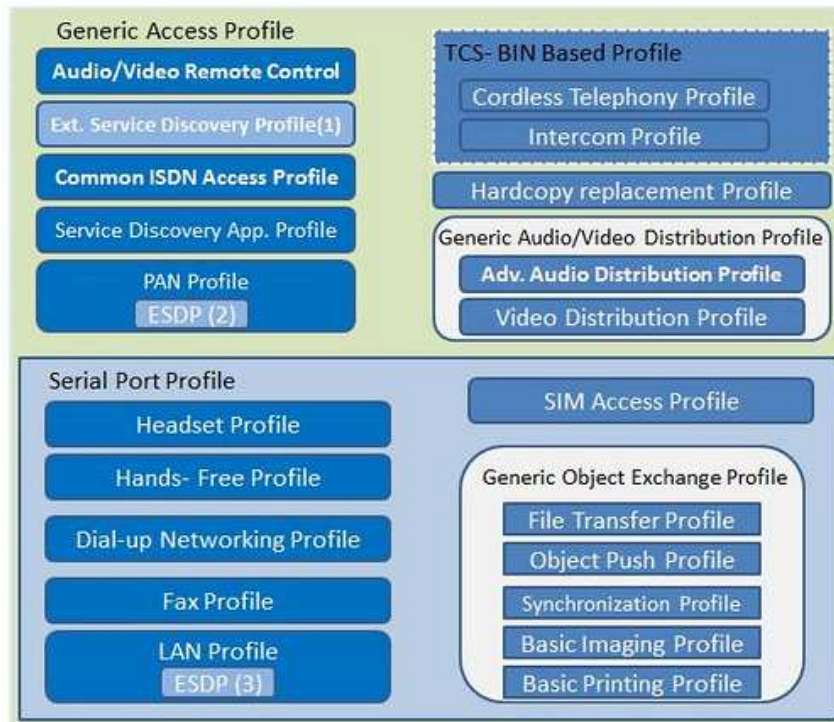 Generic Access Profile
Audio/Video Remote Control
Ext. Service Discovery Profile(1)
Common ISDN Access Profile
Service Discovery App. Profile
PAN Profile
ESDP (2)
TCS- BIN Based Profile
Cordless Telephony Profile
Intercom Profile
Hardcopy replacement Profile
Generic Audio/Video Distribution Profile
Adv. Audio Distribution Profile
Video Distribution Profile
Serial Port Profile
Headset Profile
Hands- Free Profile
Dial-up Networking Profile
Fax Profile
LAN Profile
ESDP (3)
SIM Access Profile
Generic Object Exchange Profile
File Transfer Profile
Object Push Profile
Synchronization Profile
Basic Imaging Profile
Basic Printing Profile